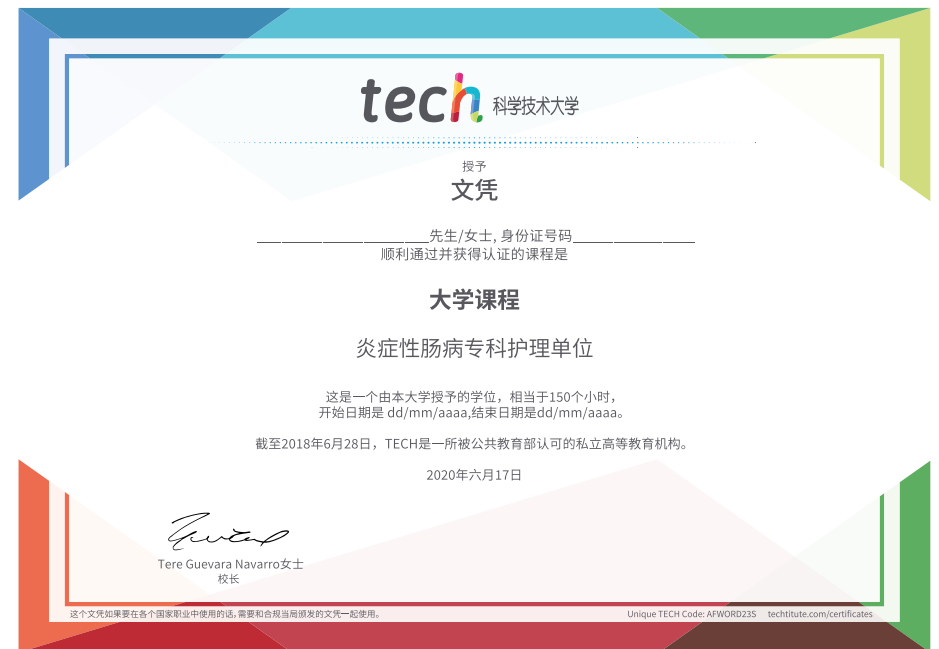 tech 科学技术大学
授予
文凭
____________________先生/女士, 身份证号码______________
顺利通过并获得认证的课程是
大学课程
炎症性肠病专科护理单位
这是一个由本大学授予的学位，相当于150个小时，
开始日期是 dd/mm/aaaa,结束日期是dd/mm/aaaa。
截至2018年6月28日，TECH是一所被公共教育部认可的私立高等教育机构。
2020年六月17日
Tere Guevara Navarro女士
校长
这个文凭如果要在各个国家职业中使用的话,需要和合规当局颁发的文凭一起使用。 Unique TECH Code: AFWORD23S techtitute.com/certificates